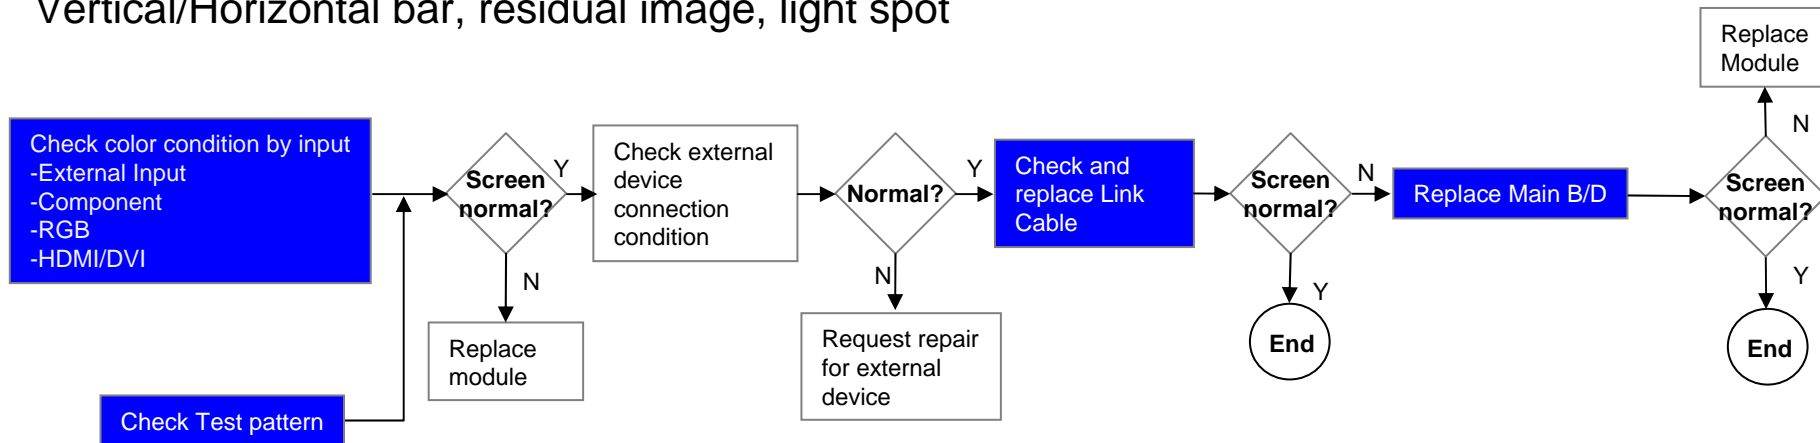 Vertical/Horizontal bar, residual image, light spot
Check color condition by input
-External Input
-Component
-RGB
-HDMI/DVI
Check Test pattern
Screen
normal?
Y
N
Replace
module
Check external
device
connection
condition
Normal?
Y
N
Request repair
for external
device
Check and
replace Link
Cable
Screen
normal?
N
Y
End
Replace Main B/D
Screen
normal?
N
Replace
Module
Y
End